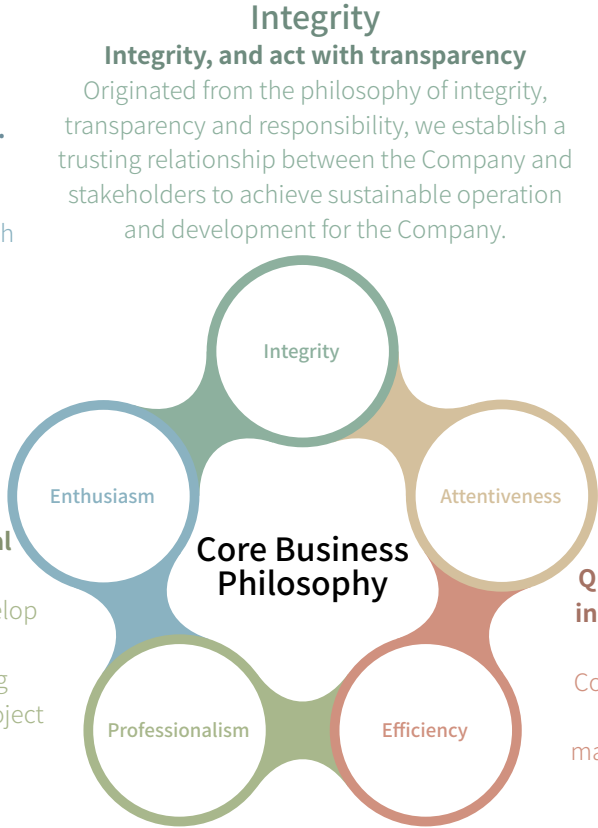 Integrity
Integrity, and act with transparency
Originated from the philosophy of integrity,
transparency and responsibility, we establish a
trusting relationship between the Company and
stakeholders to achieve sustainable operation
and development for the Company.
Integrity
Enthusiasm
Attentiveness
Core Business
Philosophy
Professionalism
Efficiency